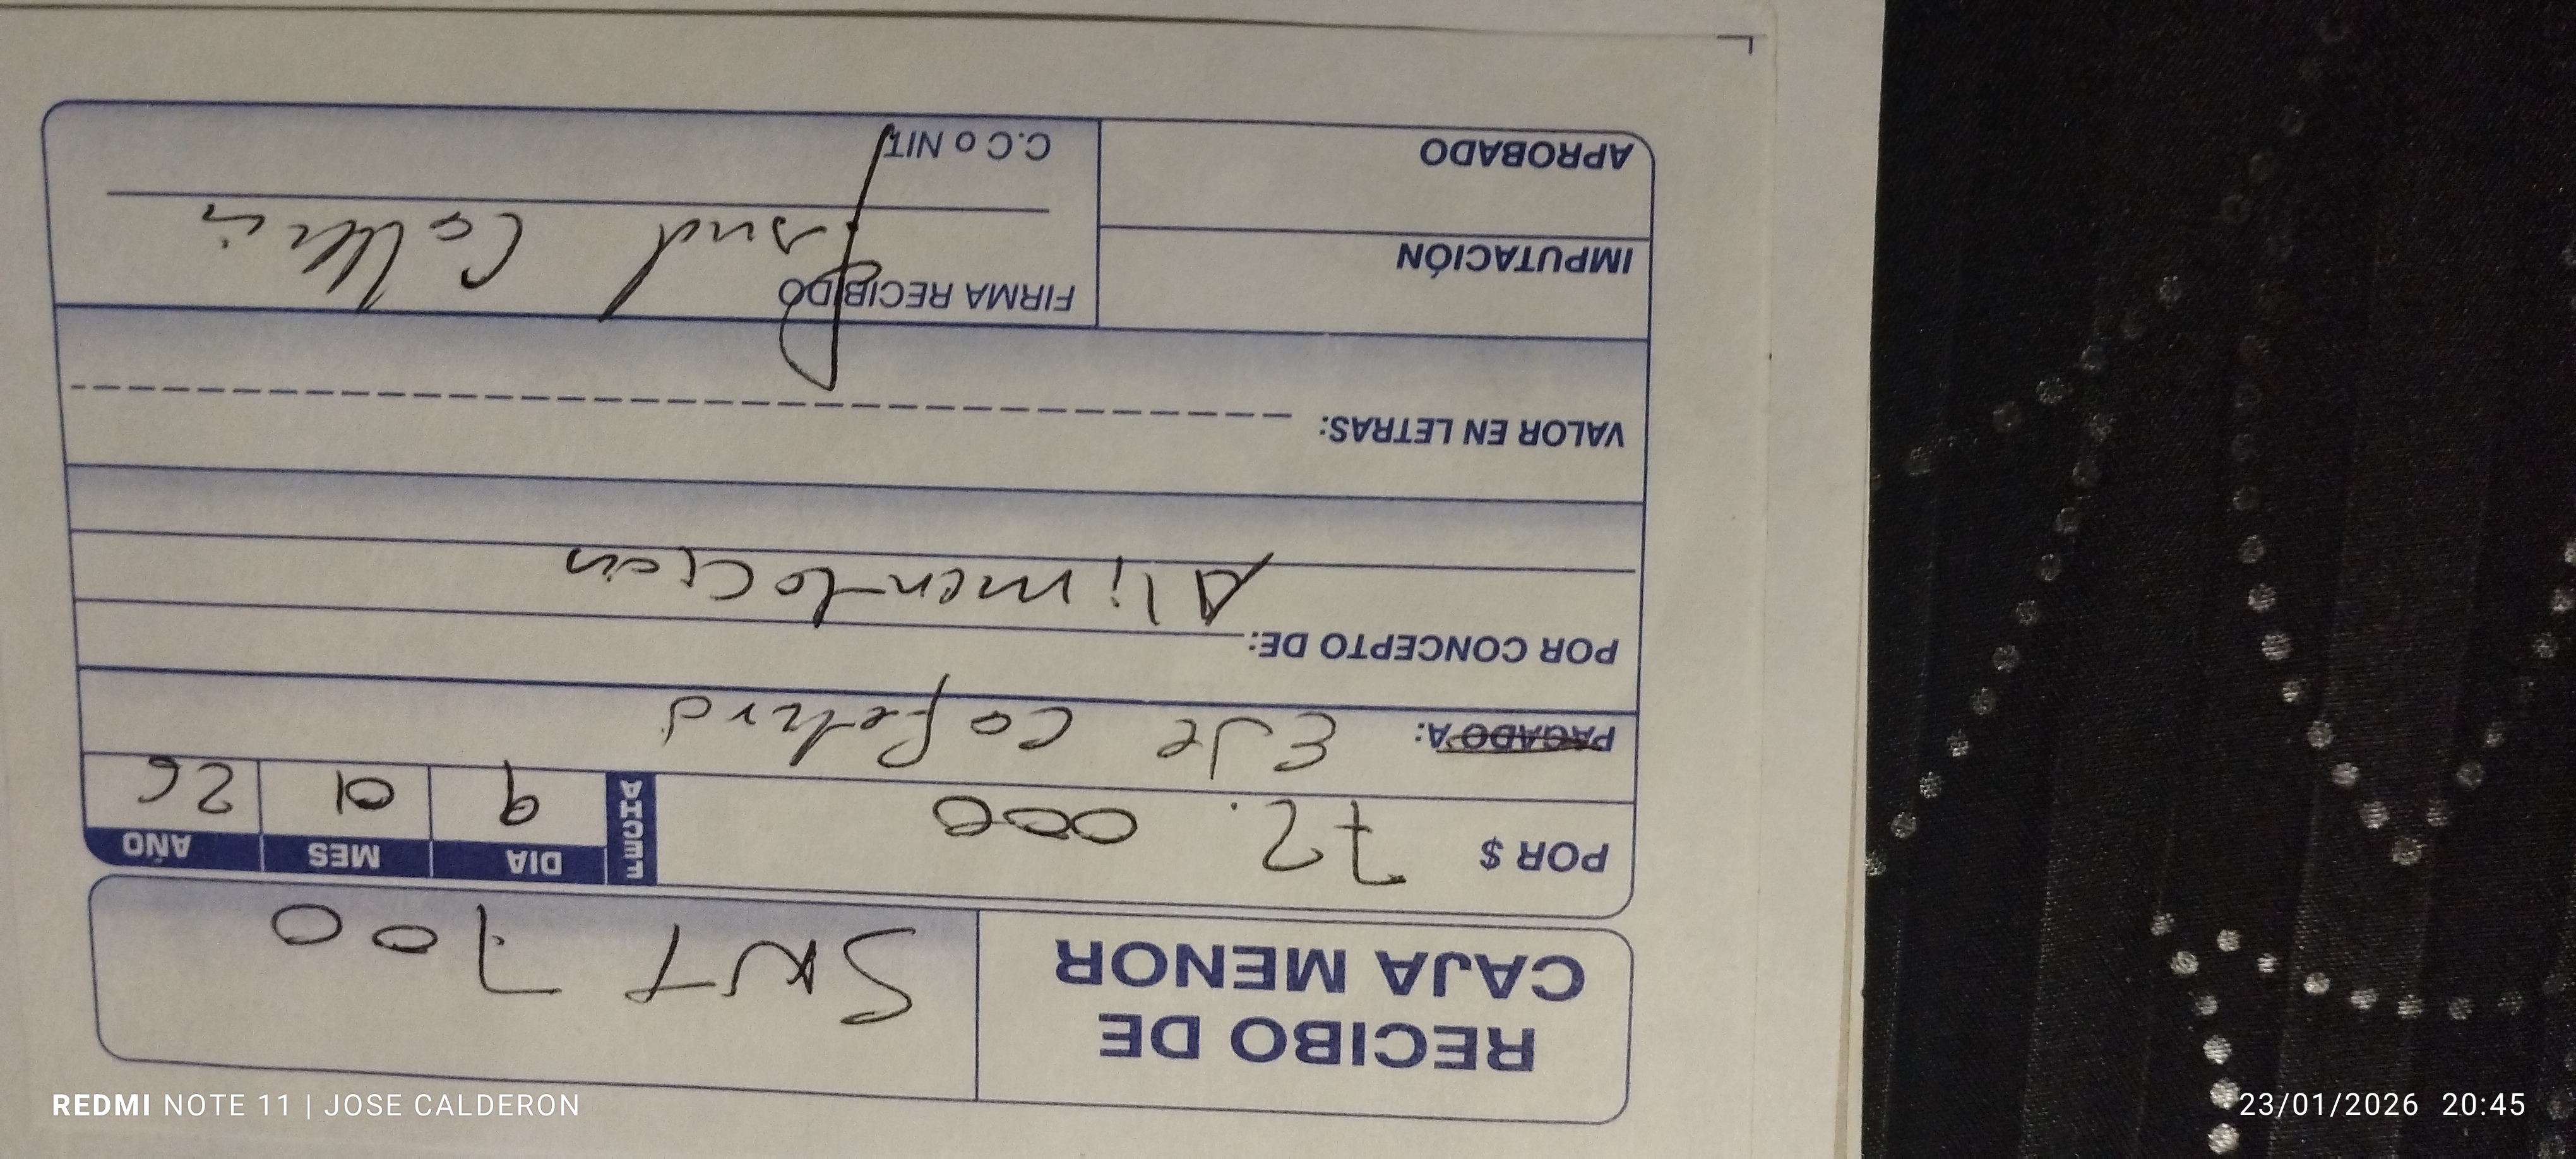 RECIBO DE
CAJA MENOR
SNT 700
POR $ 72.000
FECHA
DIA MES AÑO
9 01 26
PAGADO A: EJe cafetero
POR CONCEPTO DE:
Alimentacion
VALOR EN LETRAS:
IMPUTACIÓN
APROBADO
FIRMA RECIBIDO
C.C o NIT.
REDMI NOTE 11 | JOSE CALDERON
23/01/2026 20:45